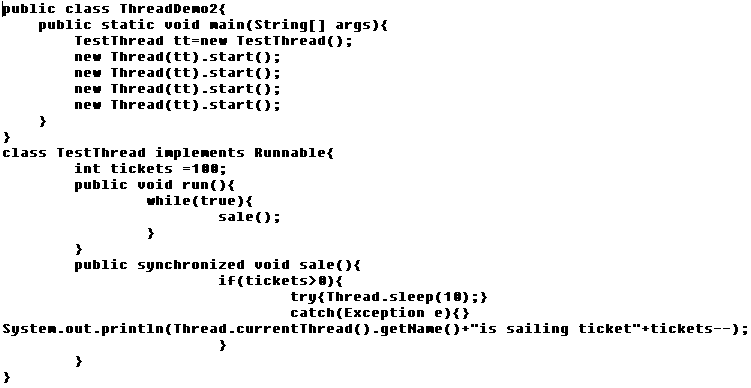 public class ThreadDemo2{
    public static void main(String[] args){
        TestThread tt=new TestThread();
        new Thread(tt).start();
        new Thread(tt).start();
        new Thread(tt).start();
        new Thread(tt).start();
    }
}
class TestThread implements Runnable{
        int tickets =100;
        public void run(){
                while(true){
                        sale();
                }
        }
        public synchronized void sale(){
                        if(tickets>0){
                                try{Thread.sleep(10);}
                                catch(Exception e){}
System.out.println(Thread.currentThread().getName()+"is sailing ticket"+tickets--);
                        }
        }
}